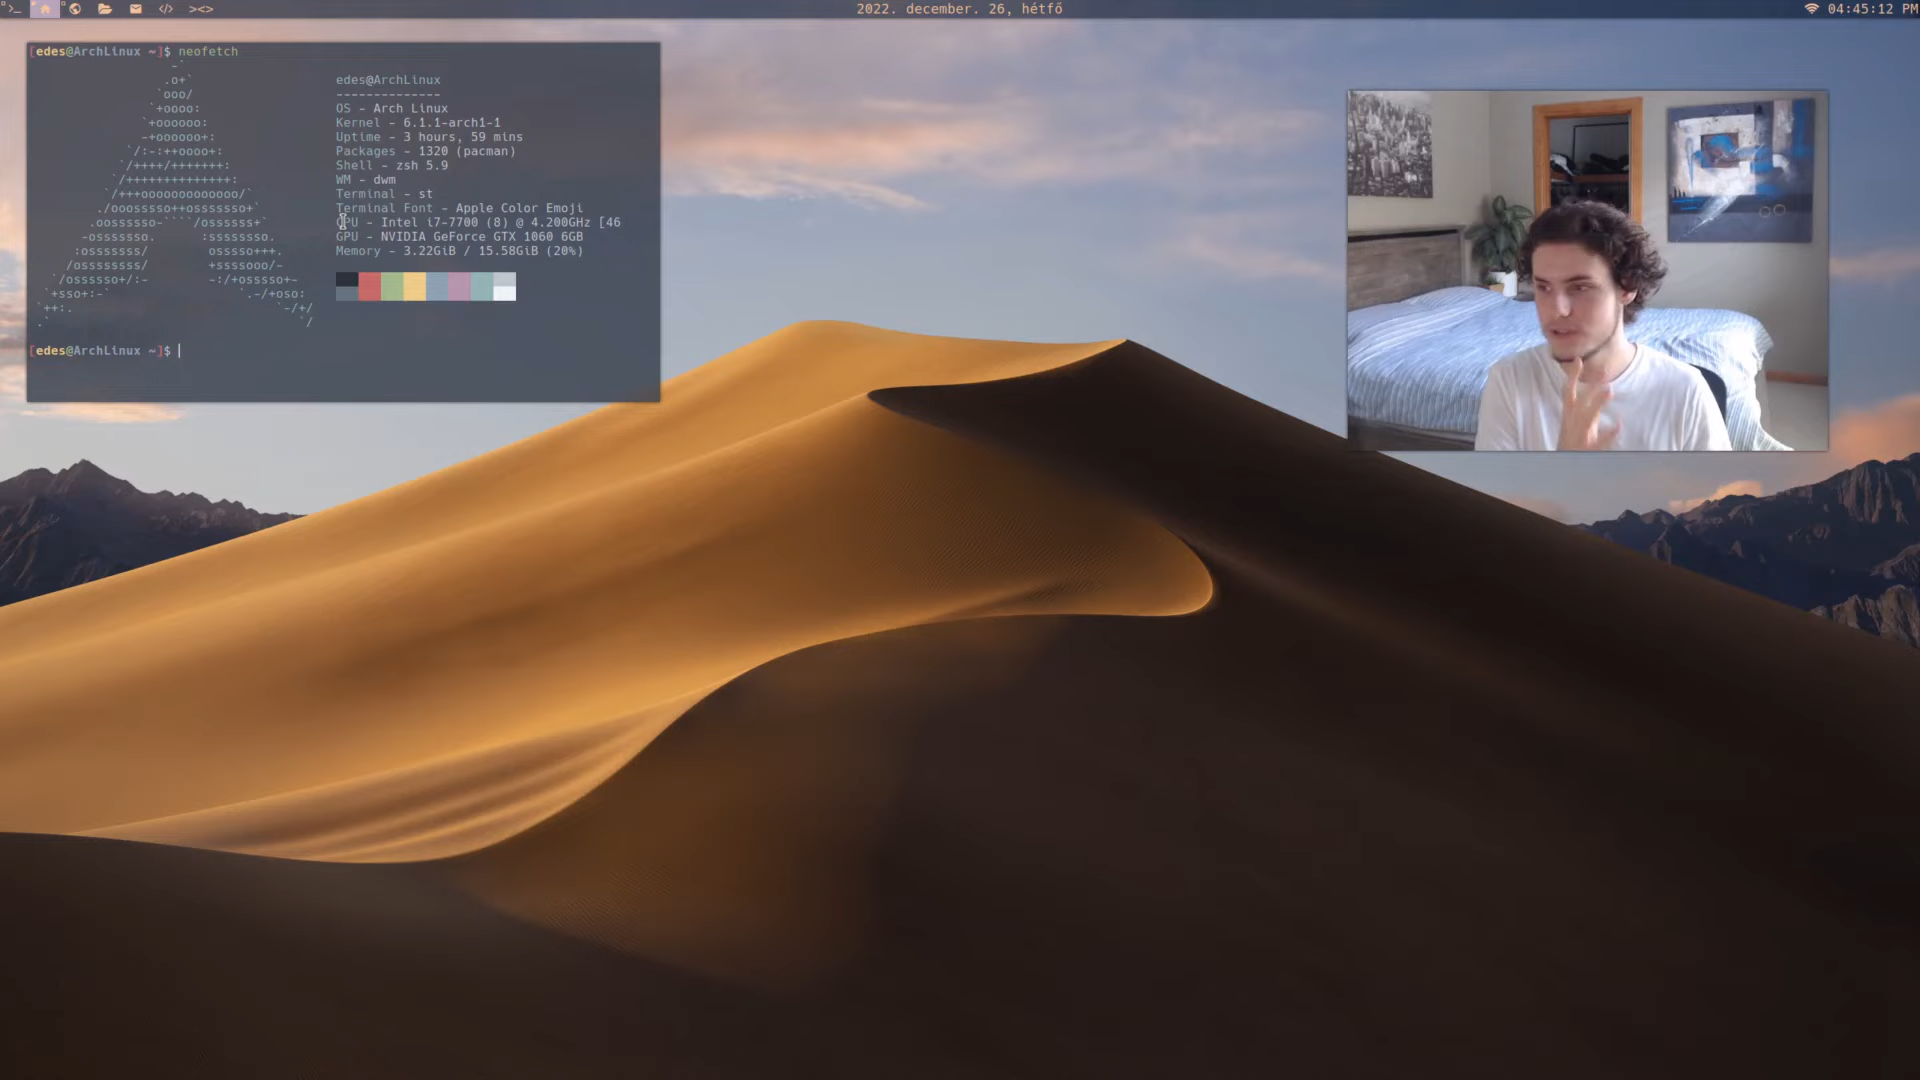 2022. december. 26, hétfő
04:45:12 PM
[edes@ArchLinux ~]$ neofetch
edes@ArchLinux
--------------
OS - Arch Linux
Kernel - 6.1.1-arch1-1
Uptime - 3 hours, 59 mins
Packages - 1320 (pacman)
Shell - zsh 5.9
WM - dwm
Terminal - st
Terminal Font - Apple Color Emoji
CPU - Intel i7-7700 (8) @ 4.200GHz [46
GPU - NVIDIA GeForce GTX 1060 6GB
Memory - 3.22GiB / 15.58GiB (20%)
[edes@ArchLinux ~]$